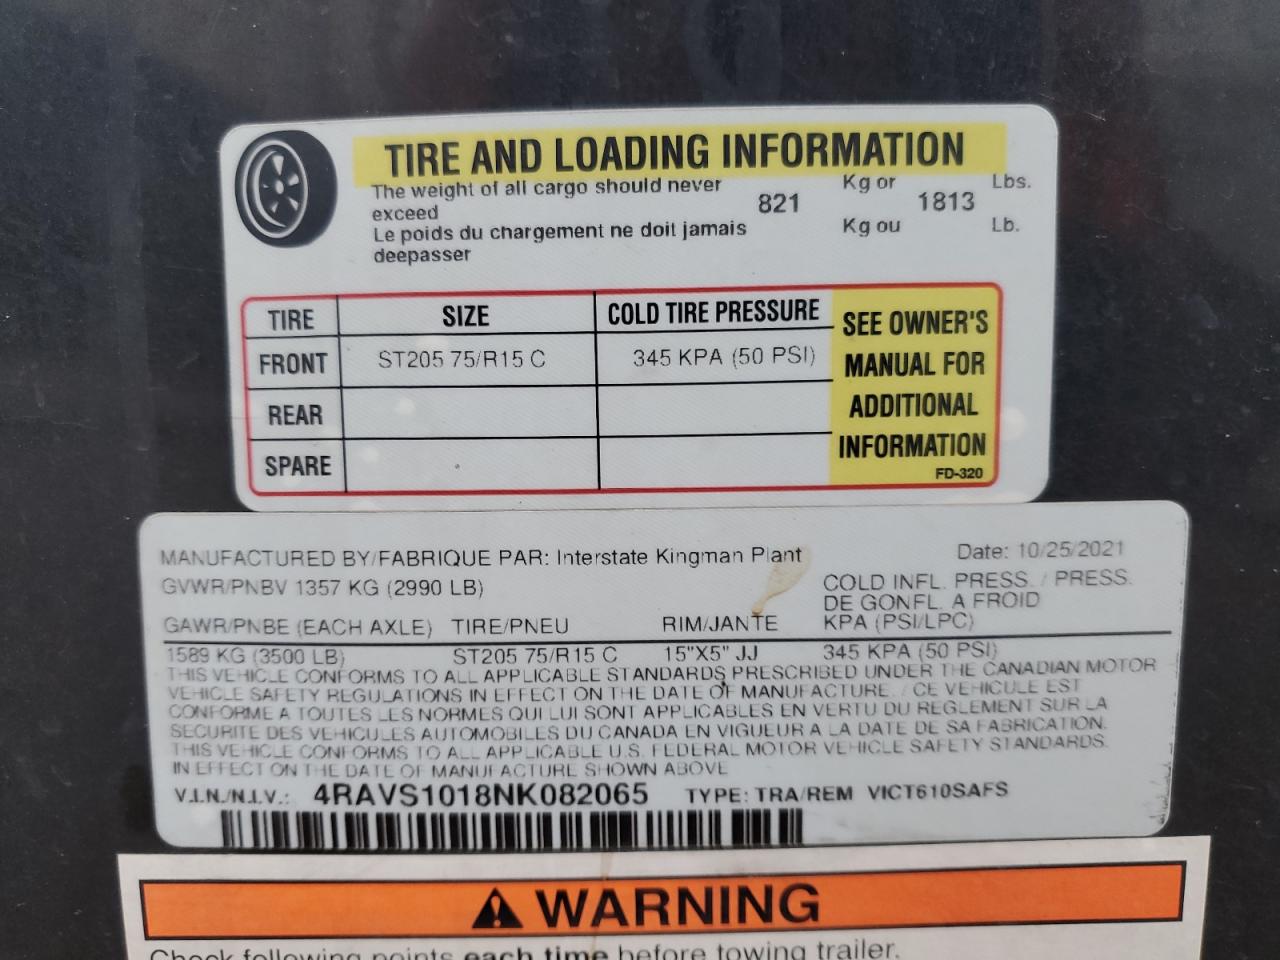 TIRE AND LOADING INFORMATION
The weight of all cargo should never
exceed
Le poids du chargement ne doit jamais
deepasser
821
Kg or
Kg ou
1813
Lbs.
Lb.
TIRE SIZE COLD TIRE PRESSURE
FRONT ST205 75/R15 C 345 KPA (50 PSI)
REAR
SPARE
SEE OWNER'S
MANUAL FOR
ADDITIONAL
INFORMATION
FD-320
MANUFACTURED BY/FABRIQUE PAR: Interstate Kingman Plant Date: 10/25/2021
GVWR/PNBV 1357 KG (2990 LB)
COLD INFL. PRESS. / PRESS.
DE GONFL. A FROID
GAWR/PNBE (EACH AXLE) TIRE/PNEU RIM/JANTE KPA (PSI/LPC)
1589 KG (3500 LB) ST205 75/R15 C 15"X5" JJ 345 KPA (50 PSI)
THIS VEHICLE CONFORMS TO ALL APPLICABLE STANDARDS PRESCRIBED UNDER THE CANADIAN MOTOR
VEHICLE SAFETY REGULATIONS IN EFFECT ON THE DATE OF MANUFACTURE. / CE VEHICULE EST
CONFORME A TOUTES LES NORMES QUI LUI SONT APPLICABLES EN VERTU DU REGLEMENT SUR LA
SECURITE DES VEHICULES AUTOMOBILES DU CANADA EN VIGUEUR A LA DATE DE SA FABRICATION.
THIS VEHICLE CONFORMS TO ALL APPLICABLE U.S. FEDERAL MOTOR VEHICLE SAFETY STANDARDS.
IN EFFECT ON THE DATE OF MANUFACTURE SHOWN ABOVE
V.I.N./N.I.V.: 4RAVS1018NK082065 TYPE: TRA/REM VICT610SAFS
WARNING
Check following points each time before towing trailer.